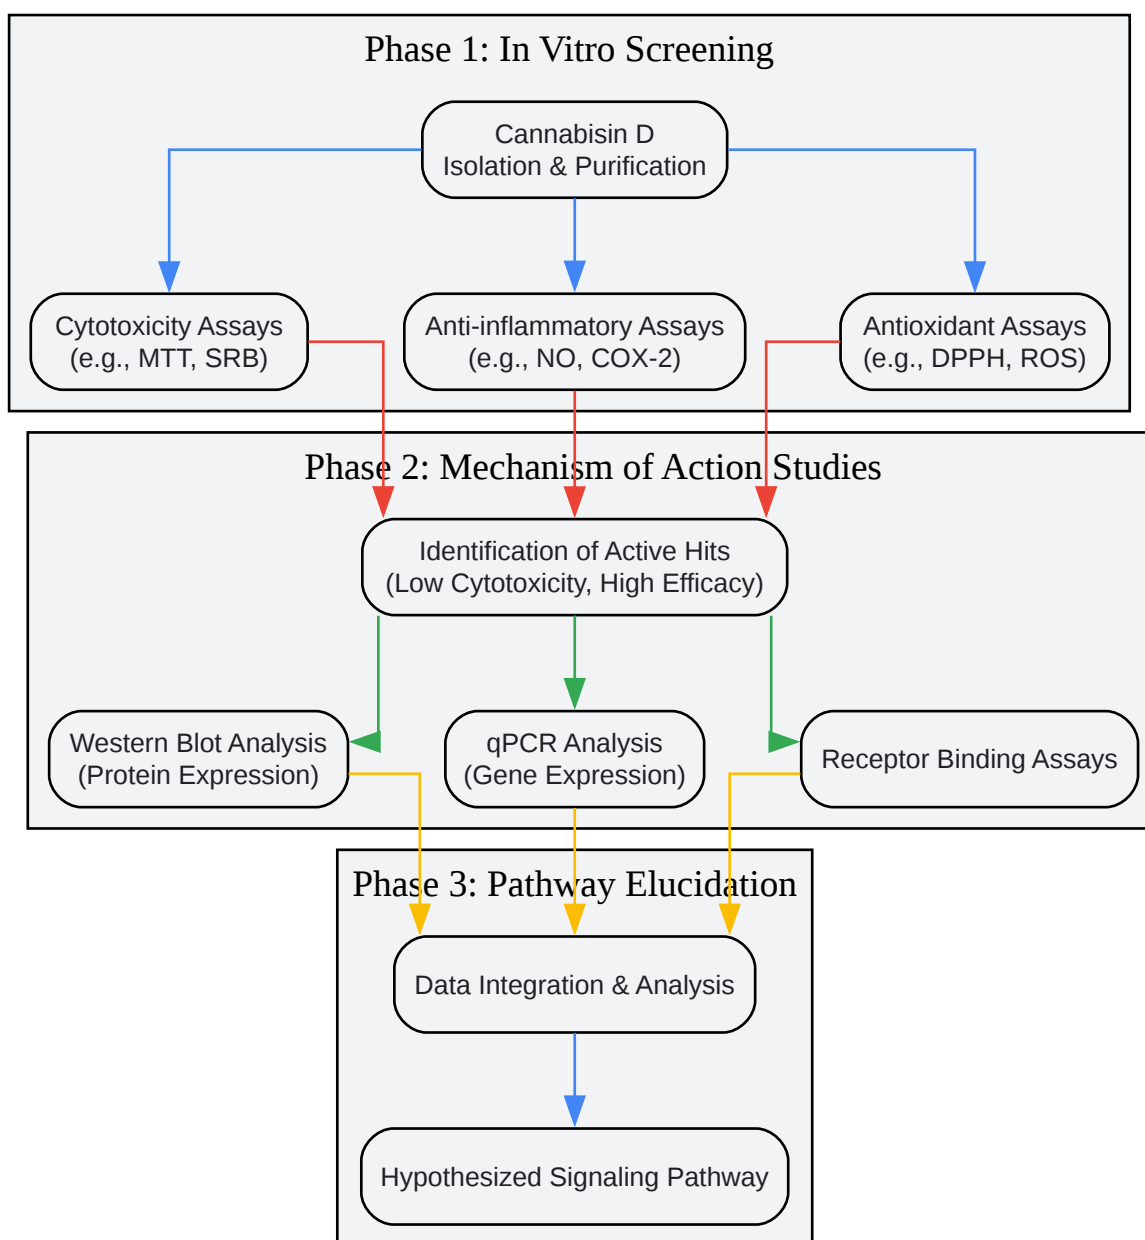 Phase 1: In Vitro Screening
Cannabisin D
Isolation & Purification
Cytotoxicity Assays
(e.g., MTT, SRB)
Anti-inflammatory Assays
(e.g., NO, COX-2)
Antioxidant Assays
(e.g., DPPH, ROS)
Phase 2: Mechanism of Action Studies
Identification of Active Hits
(Low Cytotoxicity, High Efficacy)
Western Blot Analysis
(Protein Expression)
qPCR Analysis
(Gene Expression)
Receptor Binding Assays
Phase 3: Pathway Elucidation
Data Integration & Analysis
Hypothesized Signaling Pathway